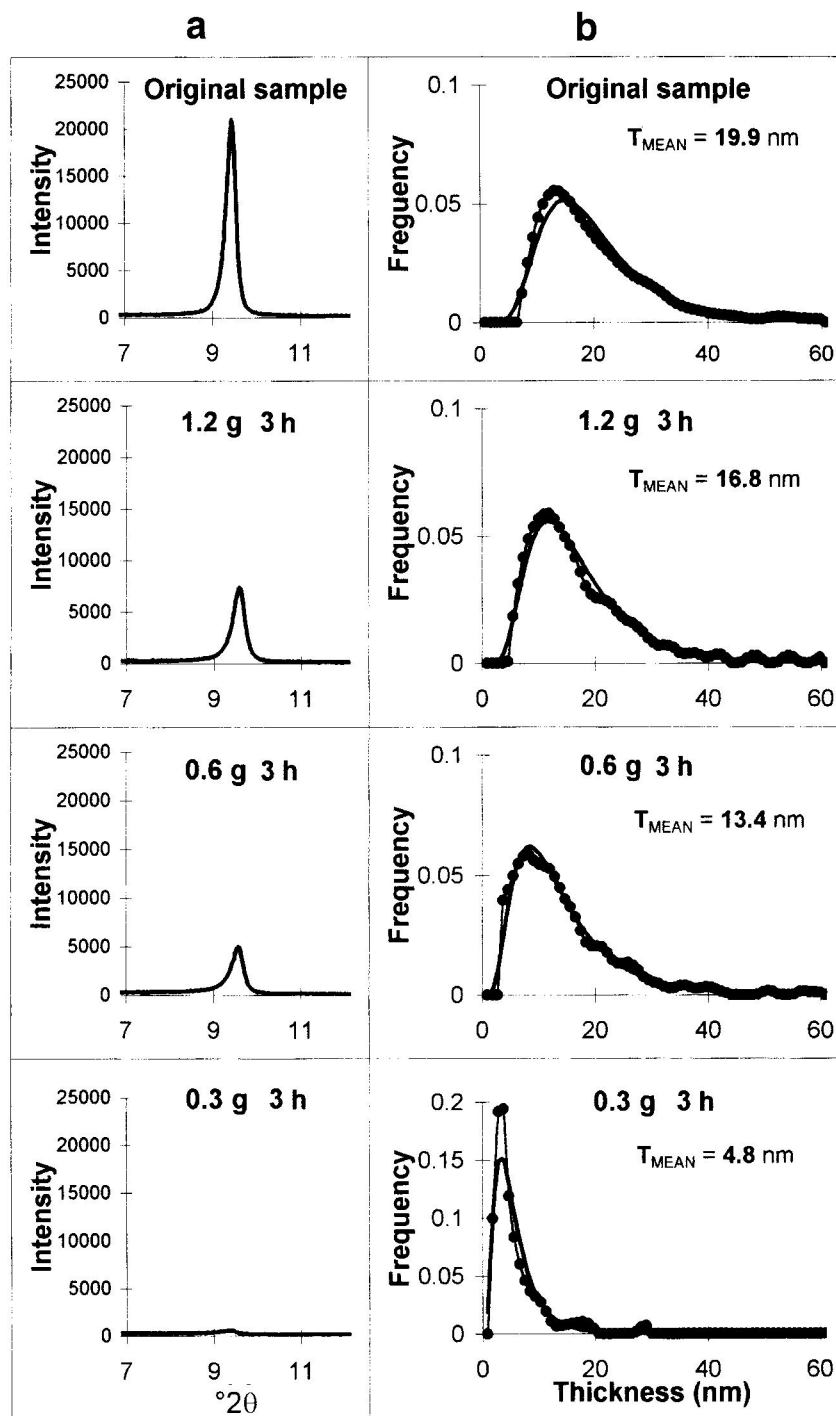 a
b
Original sample
Intensity
25000
20000
15000
10000
5000
0
7
9
11
Original sample
T_MEAN = 19.9 nm
Freguency
0.1
0.05
0
0
20
40
60
1.2 g 3 h
Intensity
25000
20000
15000
10000
5000
0
7
9
11
1.2 g 3 h
T_MEAN = 16.8 nm
Frequency
0.1
0.05
0
0
20
40
60
0.6 g 3 h
Intensity
25000
20000
15000
10000
5000
0
7
9
11
0.6 g 3 h
T_MEAN = 13.4 nm
Frequency
0.1
0.05
0
0
20
40
60
0.3 g 3 h
Intensity
25000
20000
15000
10000
5000
0
7
9
11
°2θ
0.3 g 3 h
T_MEAN = 4.8 nm
Frequency
0.2
0.15
0.1
0.05
0
0
20
40
60
Thickness (nm)